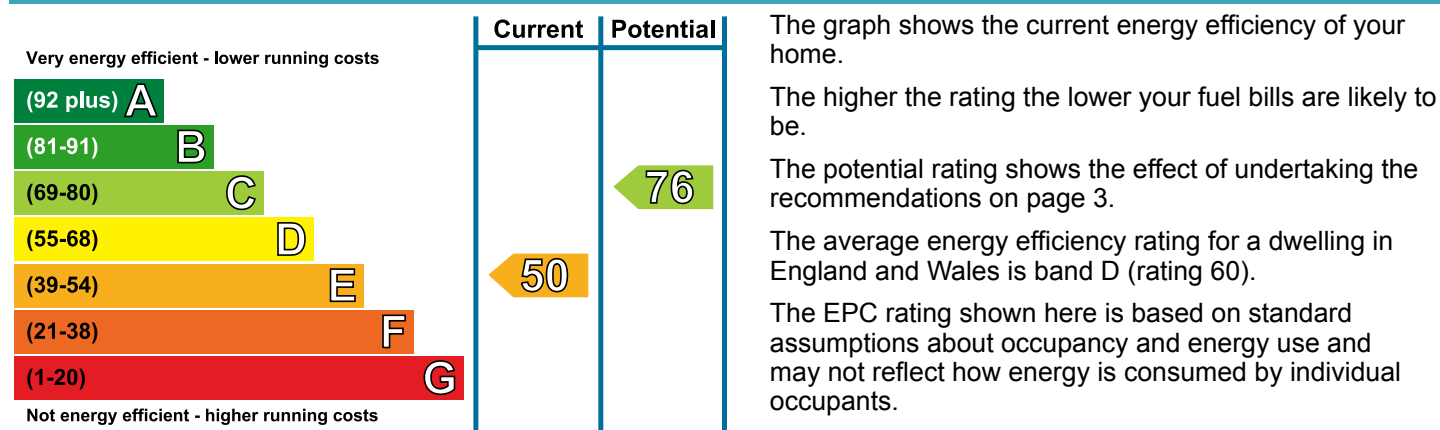 Current Potential
Very energy efficient - lower running costs
(92 plus) A
(81-91) B
(69-80) C
76
(55-68) D
(39-54) E
50
(21-38) F
(1-20) G
Not energy efficient - higher running costs
The graph shows the current energy efficiency of your
home.
The higher the rating the lower your fuel bills are likely to
be.
The potential rating shows the effect of undertaking the
recommendations on page 3.
The average energy efficiency rating for a dwelling in
England and Wales is band D (rating 60).
The EPC rating shown here is based on standard
assumptions about occupancy and energy use and
may not reflect how energy is consumed by individual
occupants.